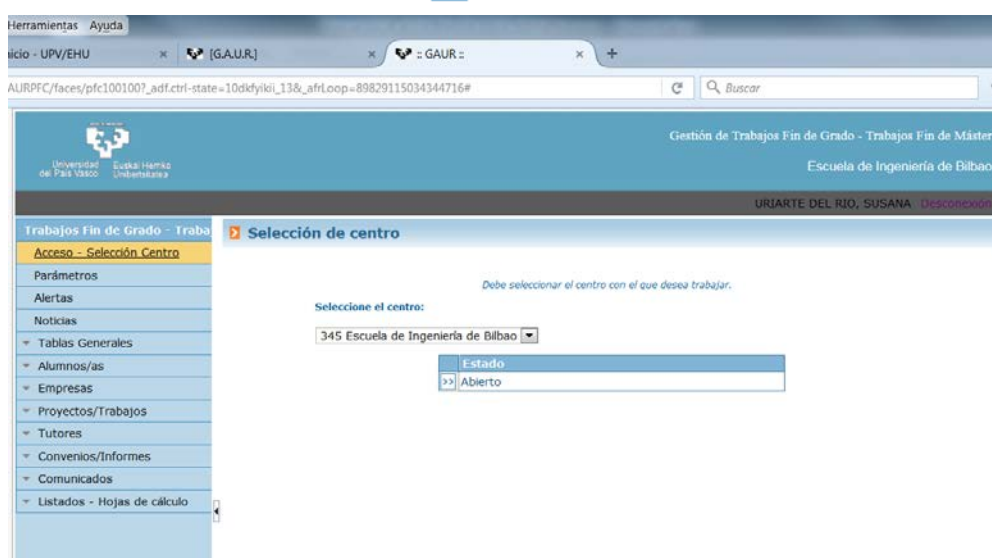 Herramientas Ayuda
icio - UPV/EHU × [G.A.U.R.] × :: GAUR :: × +
AURPFC/faces/pfc100100?_adf.ctrl-state=10dkfyikii_13&_afrLoop=89829115034344716# Buscar
Universidad del País Vasco
Euskal Herriko Unibertsitatea
Gestión de Trabajos Fin de Grado - Trabajos Fin de Máster
Escuela de Ingeniería de Bilbao
URIARTE DEL RIO, SUSANA Desconexión
Trabajos Fin de Grado - Traba
Selección de centro
Acceso - Selección Centro
Parámetros
Alertas
Noticias
Tablas Generales
Alumnos/as
Empresas
Proyectos/Trabajos
Tutores
Convenios/Informes
Comunicados
Listados - Hojas de cálculo
Debe seleccionar el centro con el que desea trabajar.
Seleccione el centro:
345 Escuela de Ingeniería de Bilbao
Estado
>> Abierto